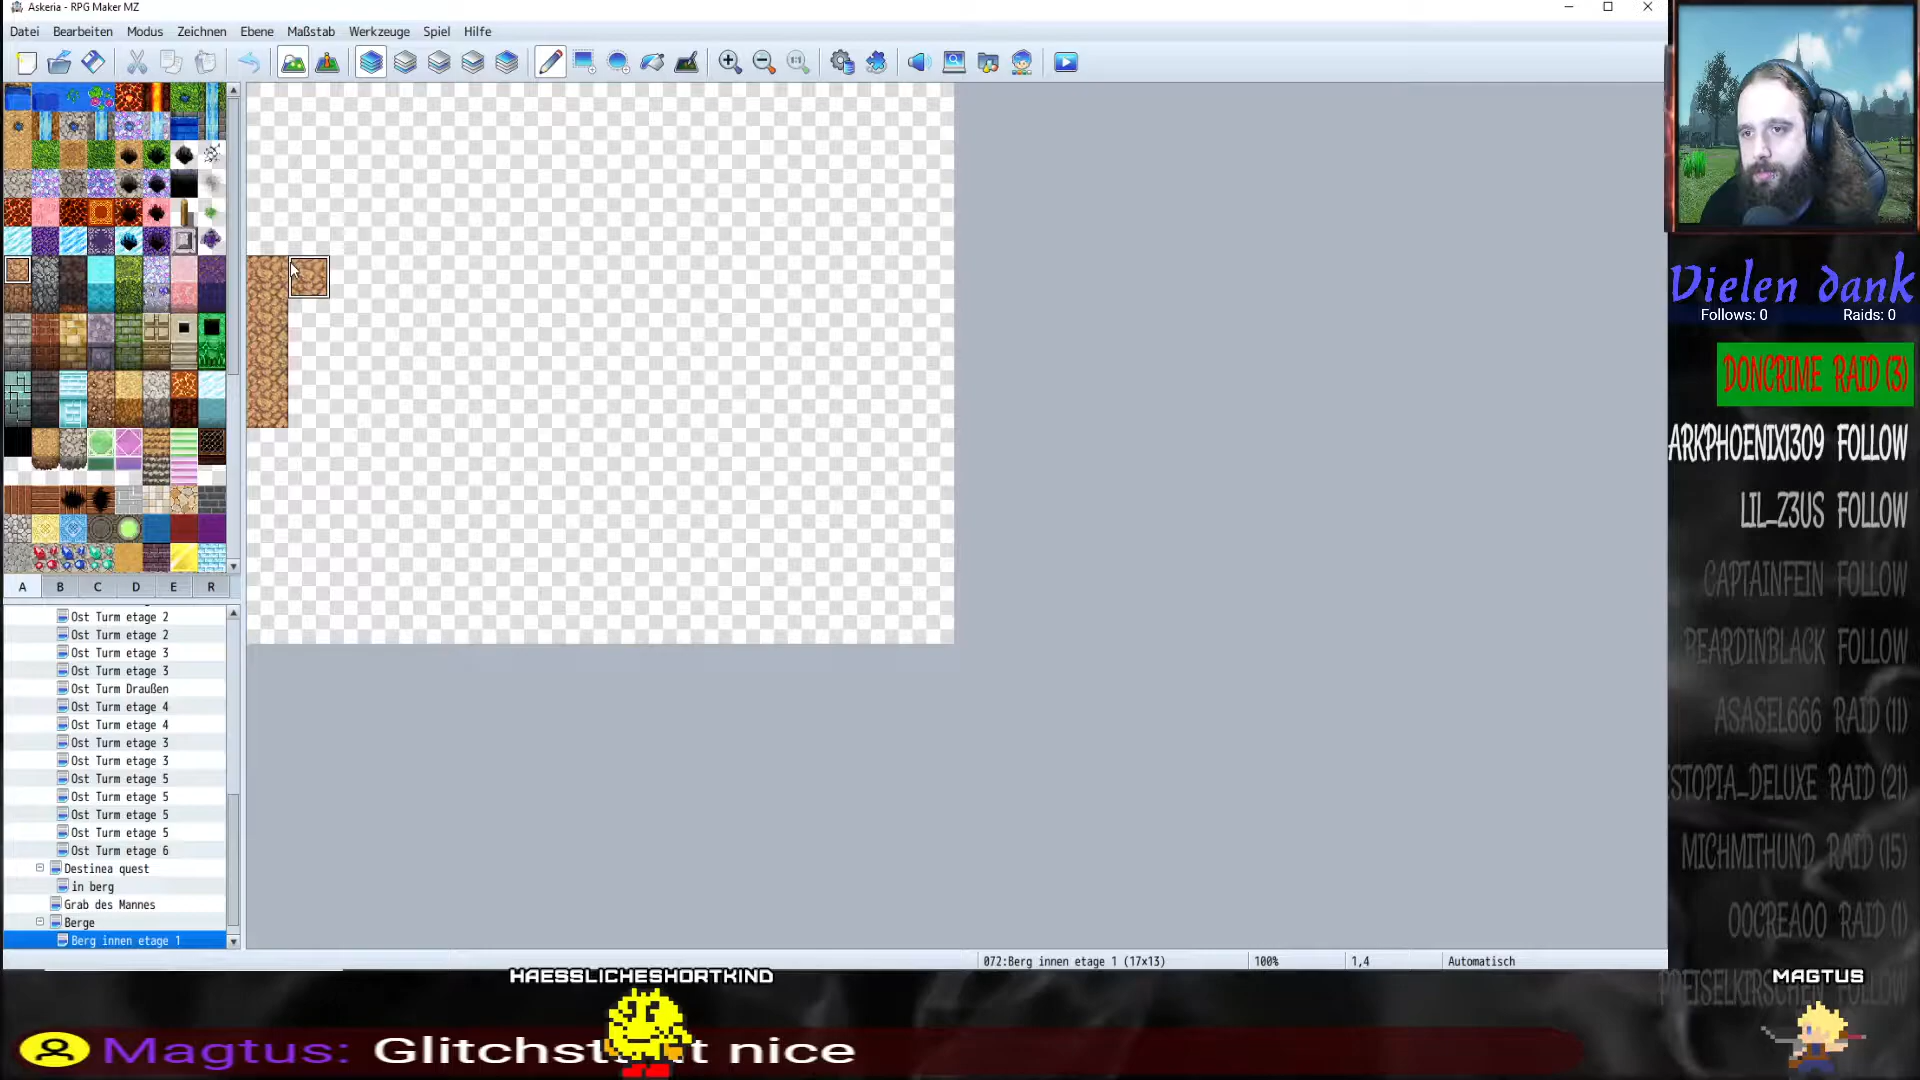 Askeria - RPG Maker MZ
Datei Bearbeiten Modus Zeichnen Ebene Maßstab Werkzeuge Spiel Hilfe
A B C D E R
Ost Turm etage 2
Ost Turm etage 2
Ost Turm etage 3
Ost Turm etage 3
Ost Turm Draußen
Ost Turm etage 4
Ost Turm etage 4
Ost Turm etage 3
Ost Turm etage 3
Ost Turm etage 5
Ost Turm etage 5
Ost Turm etage 5
Ost Turm etage 5
Ost Turm etage 6
Destinea quest
in berg
Grab des Mannes
Berge
Berg innen etage 1
072:Berg innen etage 1 (17x13) 100% 1,4 Automatisch
Vielen dank
Follows: 0 Raids: 0
DONCRIME RAID (3)
ARKPHOENIX1309 FOLLOW
LIL_Z3US FOLLOW
CAPTAINFEIN FOLLOW
BEARDINBLACK FOLLOW
ASASEL666 RAID (11)
STOPIA_DELUXE RAID (21)
MICHMITHUND RAID (15)
OOCREAOO RAID (1)
PREISELKIRSCHEN FOLLOW
HAESSLICHESHORTKIND
MAGTUS
Magtus: nice